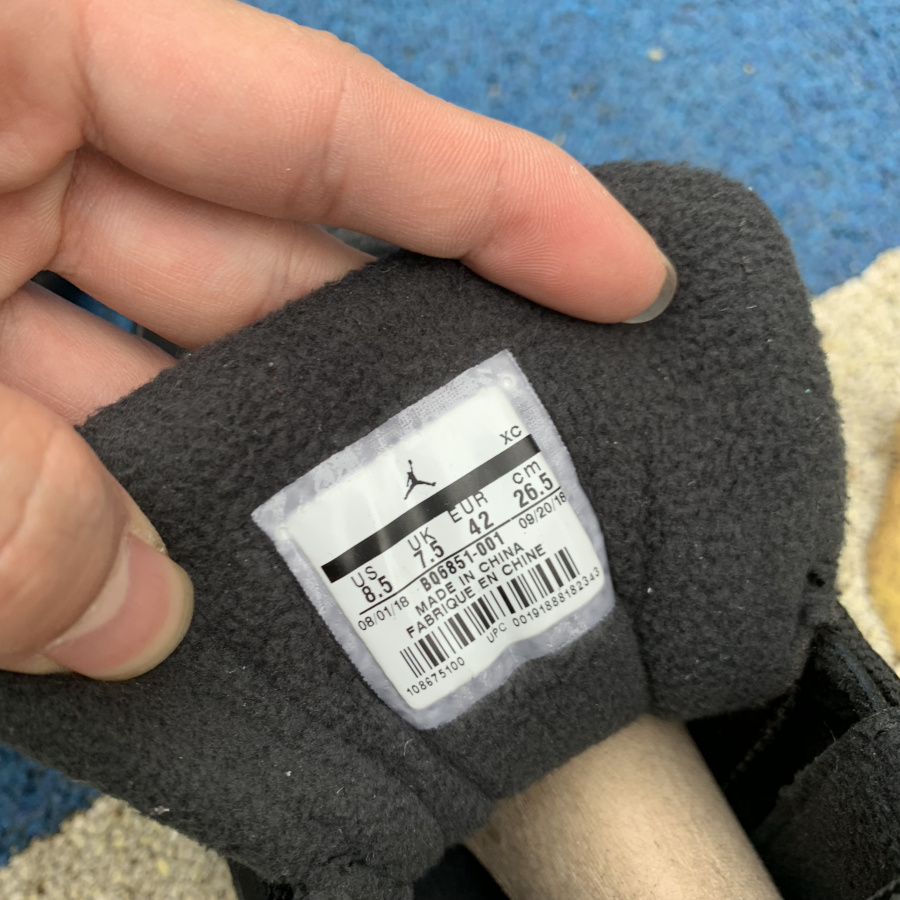 XC
US UK EUR cm
8.5 7.5 42 26.5
08/01/18 BQ6851-001 09/20/18
MADE IN CHINA
FABRIQUE EN CHINE
108675100 UPC 00191888182343